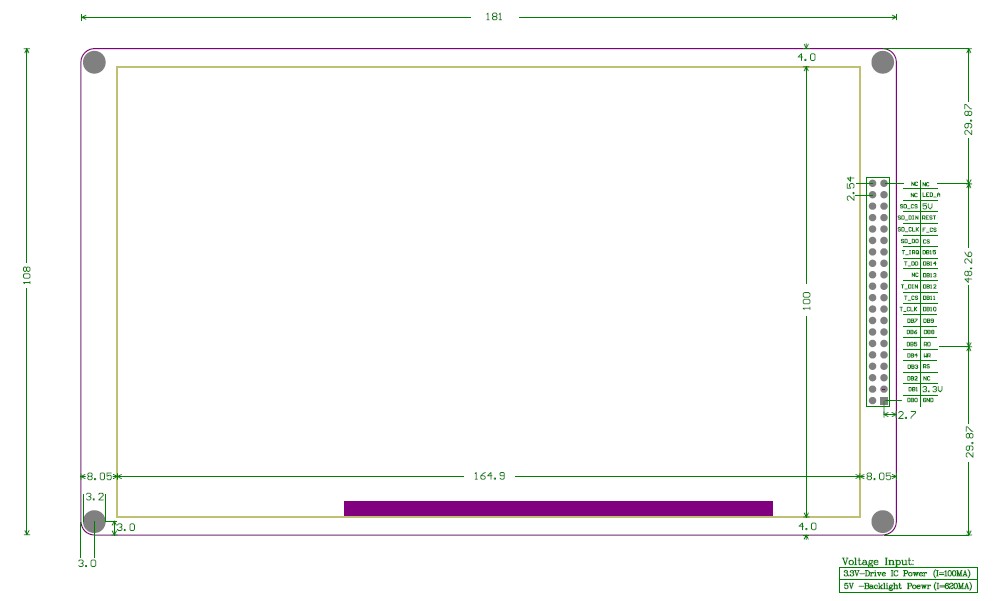 181
4.0
29.87
2.54
NC NC
NC LED_A
SD_CS 5V
SD_DIN REST
SD_CLK F_CS
SD_DO CS
T_IRQ DB15
T_DO DB14
NC DB13
T_DIN DB12
T_CS DB11
T_CLK DB10
DB7 DB9
DB6 DB8
DB5 RD
DB4 WR
DB3 RS
DB2 NC
DB1 3.3V
DB0 GND
48.26
108
100
2.7
29.87
8.05
164.9
8.05
3.2
3.0
4.0
3.0
Voltage Input:
3.3V-Drive IC Power (I=100MA)
5V -Backlight Poewr (I=620MA)